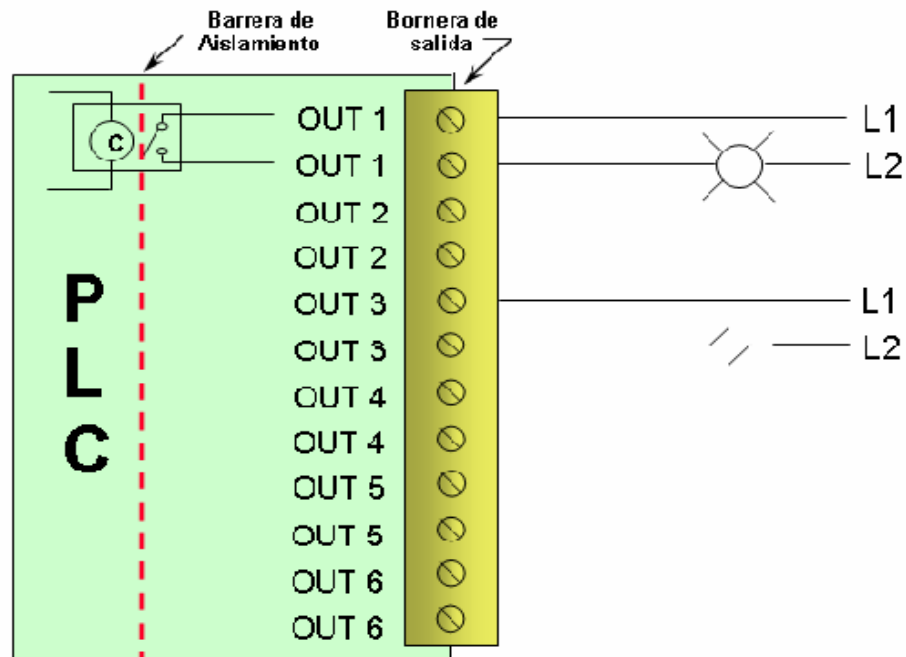 Barrera de
Aislamiento
Bornera de
salida
C
OUT 1
L1
OUT 1
L2
OUT 2
OUT 2
OUT 3
L1
OUT 3
L2
OUT 4
OUT 4
OUT 5
OUT 5
OUT 6
OUT 6
P
L
C